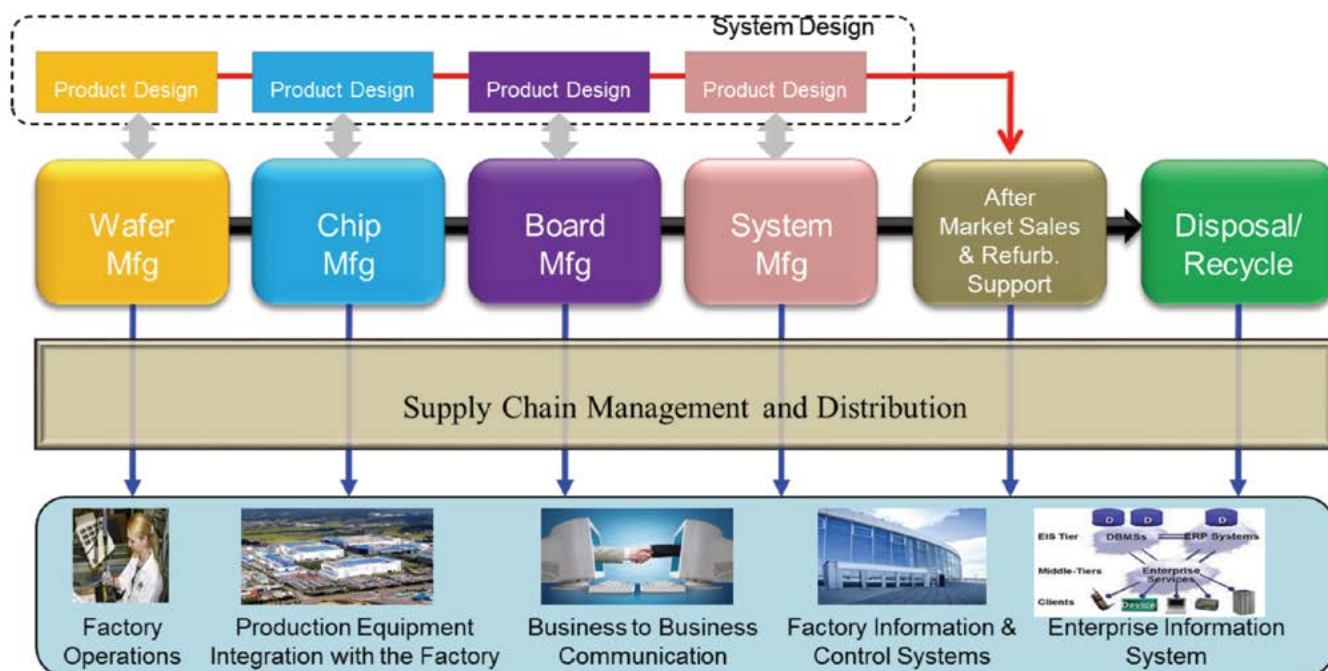 System Design
Product Design
Product Design
Product Design
Product Design
Wafer
Mfg
Chip
Mfg
Board
Mfg
System
Mfg
After
Market Sales
& Refurb.
Support
Disposal/
Recycle
Supply Chain Management and Distribution
D
D
D
EIS Tier
DBMSs
ERP Systems
Middle-Tiers
Enterprise
Services
Clients
Device
Factory
Operations
Production Equipment
Integration with the Factory
Business to Business
Communication
Factory Information &
Control Systems
Enterprise Information
System